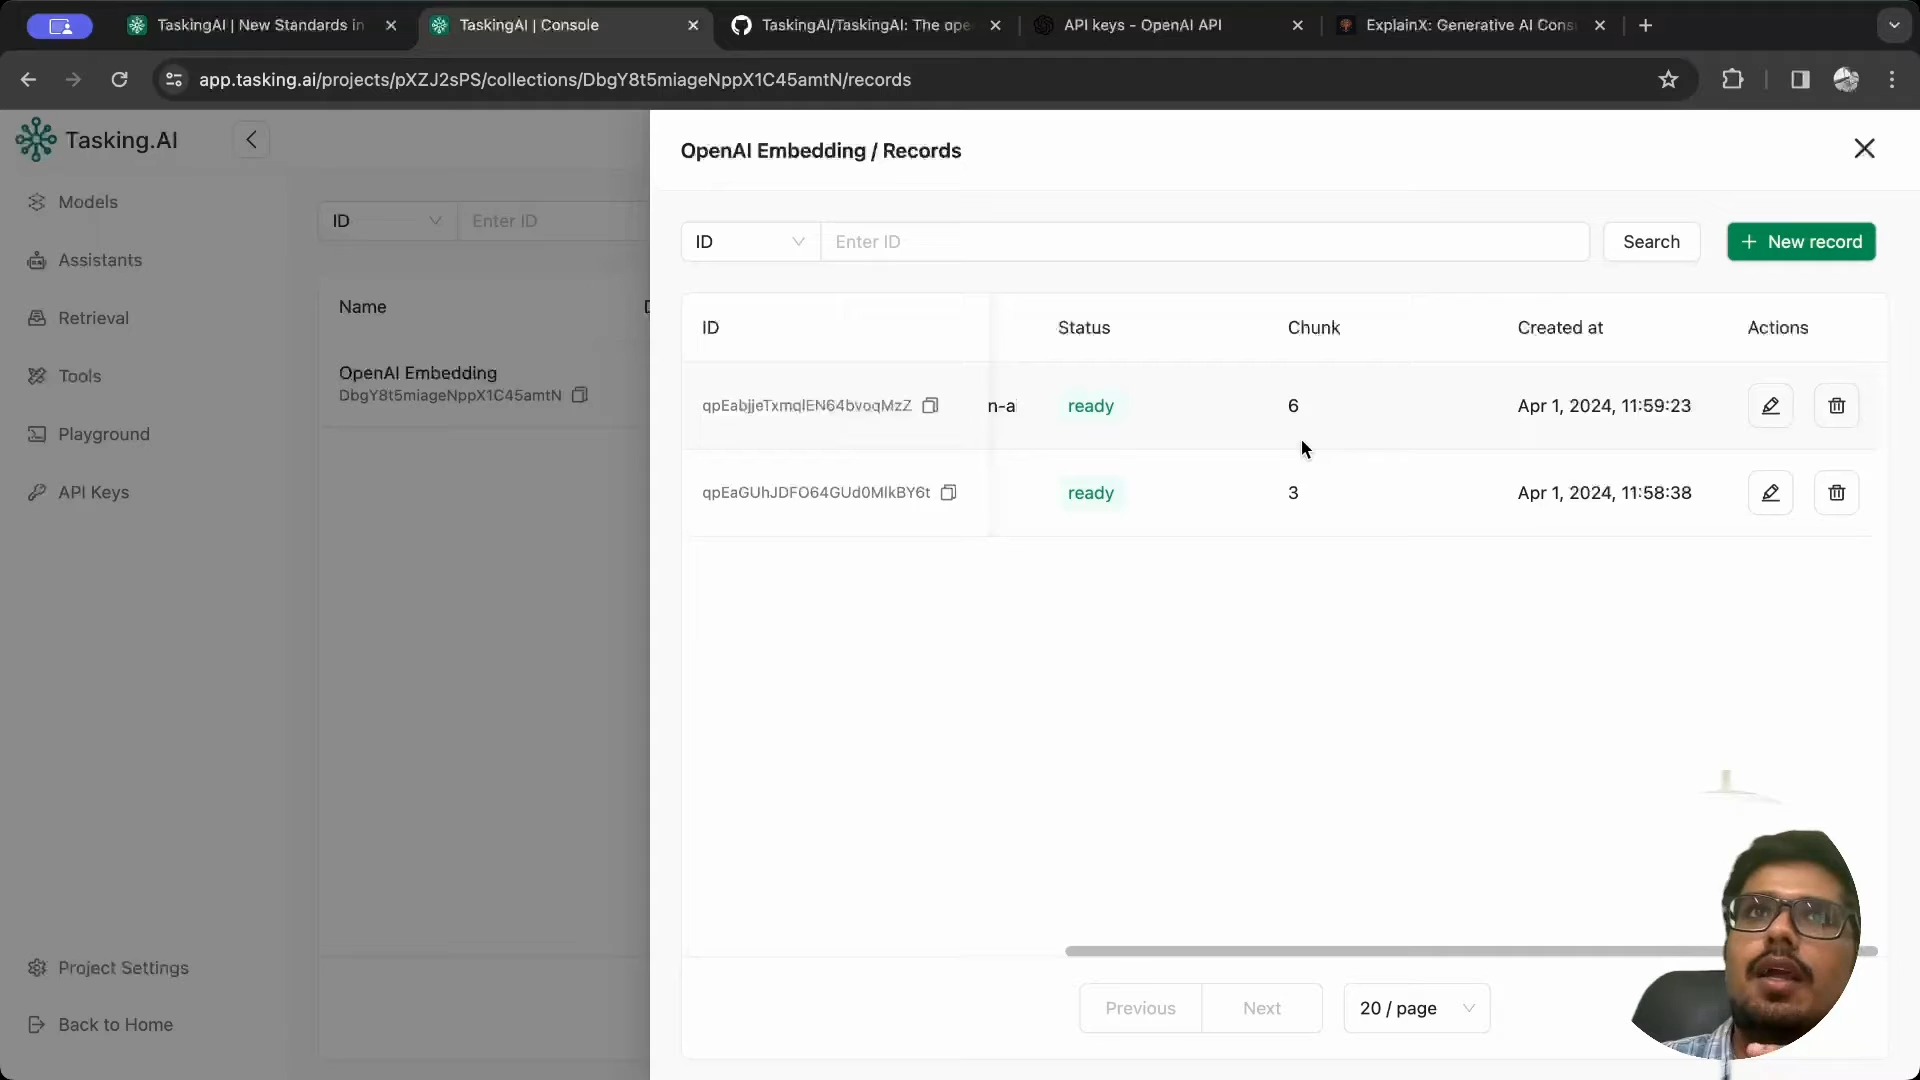 TaskingAI | New Standards in
TaskingAI | Console
TaskingAI/TaskingAI: The ope
API keys - OpenAI API
ExplainX: Generative AI Cons
app.tasking.ai/projects/pXZJ2sPS/collections/DbgY8t5miageNppX1C45amtN/records
Tasking.AI
Models
Assistants
Retrieval
Tools
Playground
API Keys
Project Settings
Back to Home
ID
Enter ID
Name
OpenAI Embedding
DbgY8t5miageNppX1C45amtN
OpenAI Embedding / Records
ID
Enter ID
Search
+ New record
ID Status Chunk Created at Actions
qpEabjjeTxmqlEN64bvoqMzZ n-ai ready 6 Apr 1, 2024, 11:59:23
qpEaGUhJDFO64GUd0MlkBY6t ready 3 Apr 1, 2024, 11:58:38
Previous
Next
20 / page